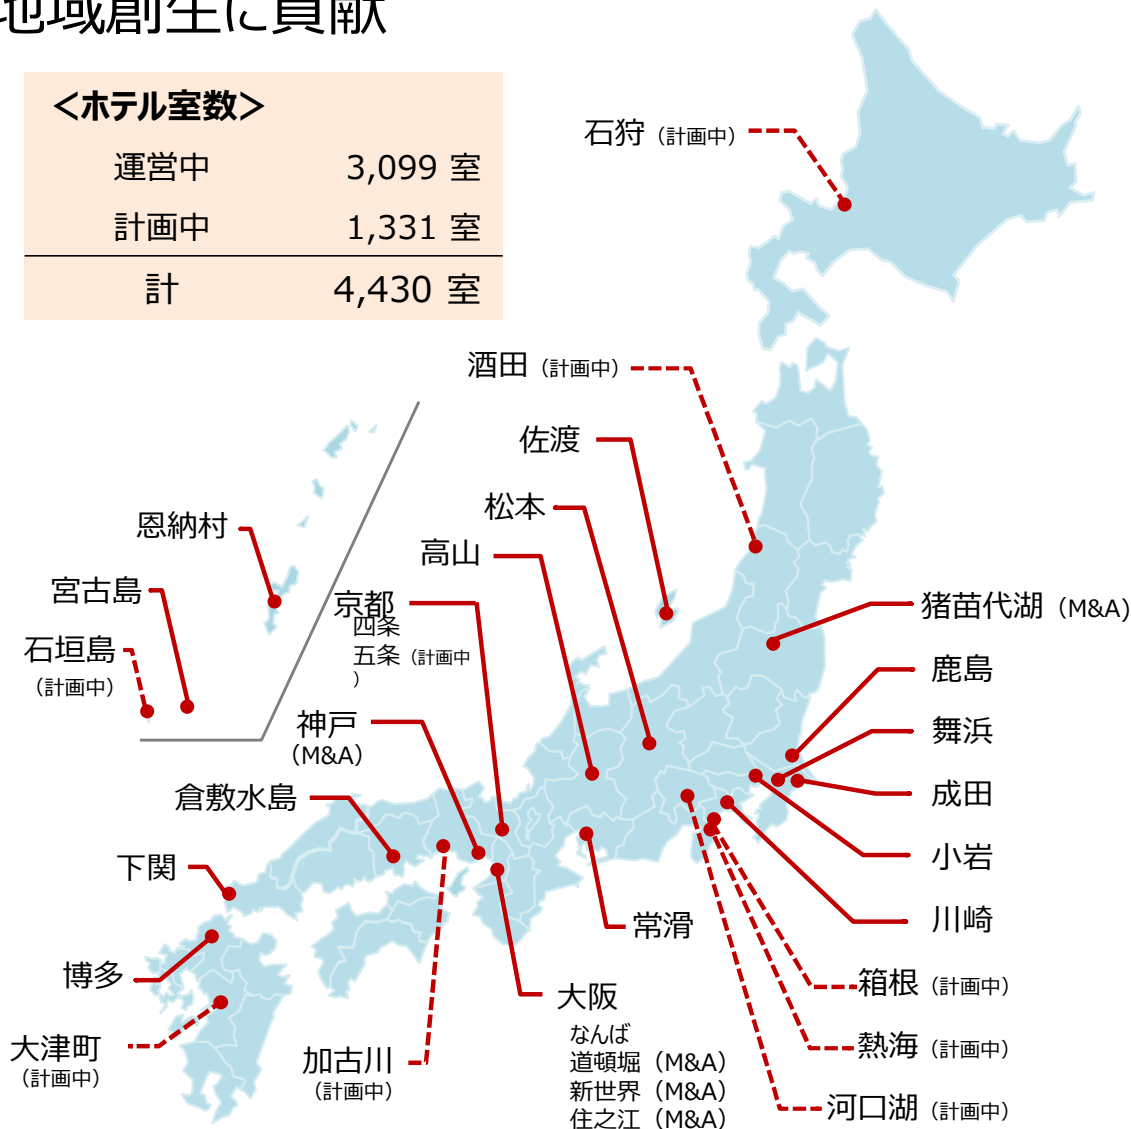 地域創生に貢献
＜ホテル室数＞
運営中 3,099 室
計画中 1,331 室
計 4,430 室
石狩（計画中）
酒田（計画中）
佐渡
松本
高山
京都
四条
五条（計画中
）
恩納村
宮古島
石垣島
（計画中）
神戸
（M&A）
倉敷水島
下関
博多
大津町
（計画中）
加古川
（計画中）
大阪
なんば
道頓堀（M&A）
新世界（M&A）
住之江（M&A）
常滑
猪苗代湖（M&A）
鹿島
舞浜
成田
小岩
川崎
箱根（計画中）
熱海（計画中）
河口湖（計画中）